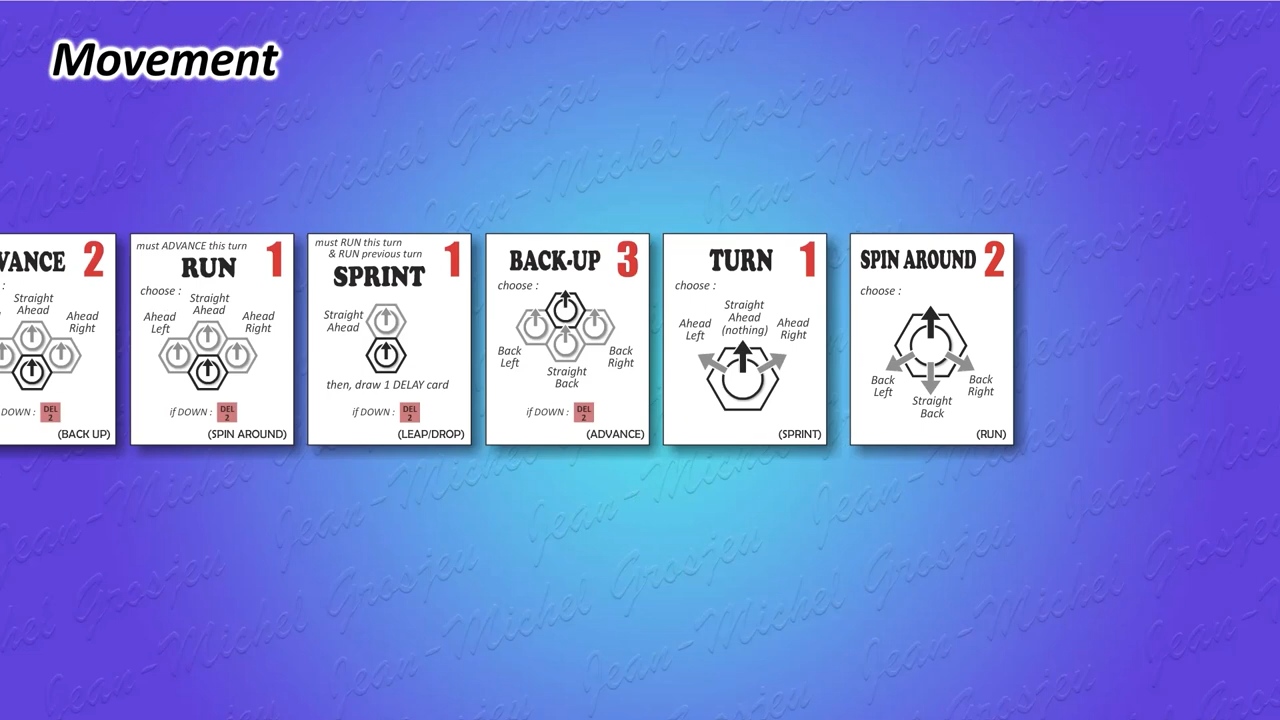 Movement
VANCE 2
:
Straight
Ahead
Ahead
Right
DOWN : DEL
2
(BACK UP)
must ADVANCE this turn
RUN 1
choose :
Straight
Ahead
Ahead
Left
Ahead
Right
if DOWN : DEL
2
(SPIN AROUND)
must RUN this turn
& RUN previous turn
SPRINT 1
Straight
Ahead
then, draw 1 DELAY card
if DOWN : DEL
2
(LEAP/DROP)
BACK-UP 3
choose :
Back
Left
Back
Right
Straight
Back
if DOWN : DEL
2
(ADVANCE)
TURN 1
choose :
Straight
Ahead
(nothing)
Ahead
Left
Ahead
Right
(SPRINT)
SPIN AROUND 2
choose :
Back
Left
Back
Right
Straight
Back
(RUN)
Jean-Michel Grosjeu